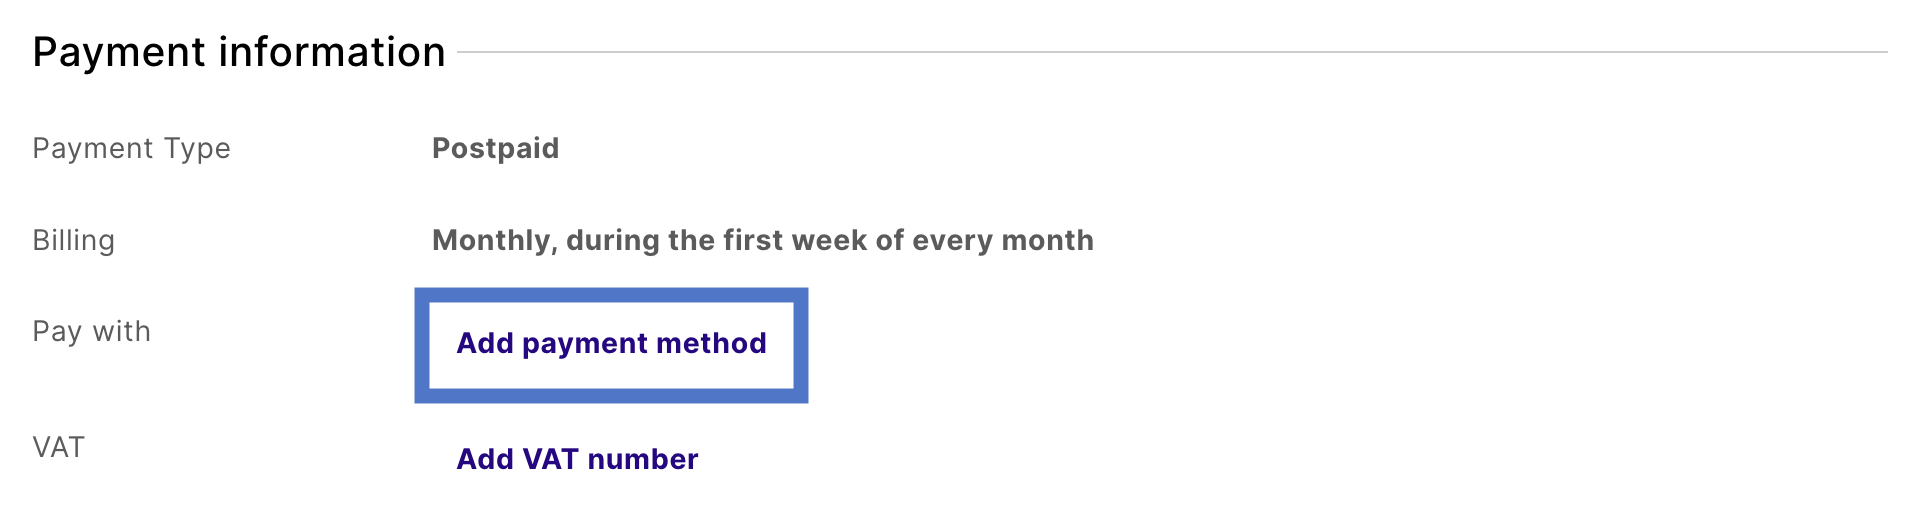 Payment information
Payment Type Postpaid
Billing Monthly, during the first week of every month
Pay with Add payment method
VAT Add VAT number